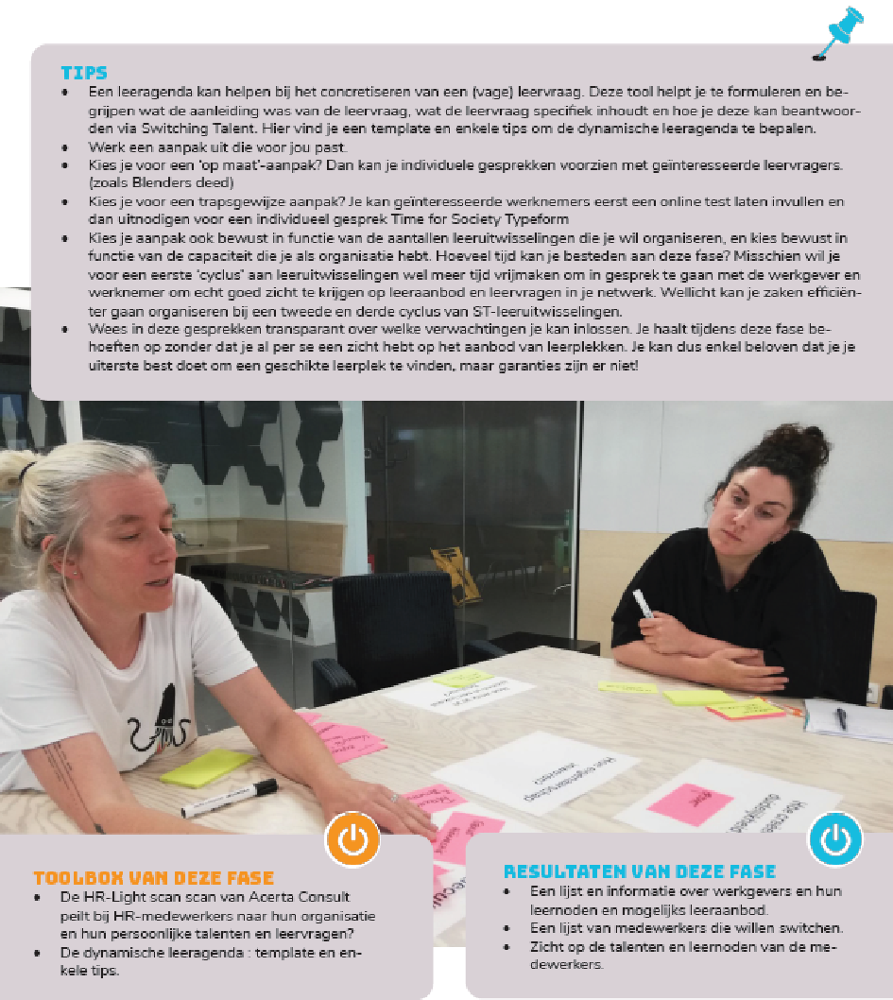 TIPS
• Een leeragenda kan helpen bij het concretiseren van een (vage) leervraag. Deze tool helpt je te formuleren en be-
grijpen wat de aanleiding was van de leervraag, wat de leervraag specifiek inhoudt en hoe je deze kan beantwoor-
den via Switching Talent. Hier vind je een template en enkele tips om de dynamische leeragenda te bepalen.
• Werk een aanpak uit die voor jou past.
• Kies je voor een ‘op maat’-aanpak? Dan kan je individuele gesprekken voorzien met geïnteresseerde leervragers.
(zoals Blenders deed)
• Kies je voor een trapsgewijze aanpak? Je kan geïnteresseerde werknemers eerst een online test laten invullen en
dan uitnodigen voor een individueel gesprek Time for Society Typeform
• Kies je aanpak ook bewust in functie van de aantallen leeruitwisselingen die je wil organiseren, en kies bewust in
functie van de capaciteit die je als organisatie hebt. Hoeveel tijd kan je besteden aan deze fase? Misschien wil je
voor een eerste ‘cyclus’ aan leeruitwisselingen wel meer tijd vrijmaken om in gesprek te gaan met de werkgever en
werknemer om echt goed zicht te krijgen op leeraanbod en leervragen in je netwerk. Wellicht kan je zaken efficiën-
ter gaan organiseren bij een tweede en derde cyclus van ST-leeruitwisselingen.
• Wees in deze gesprekken transparant over welke verwachtingen je kan inlossen. Je haalt tijdens deze fase be-
hoeften op zonder dat je al per se een zicht hebt op het aanbod van leerplekken. Je kan dus enkel beloven dat je je
uiterste best doet om een geschikte leerplek te vinden, maar garanties zijn er niet!
Hoe eigenaarschap
TOOLBOX VAN DEZE FASE
• De HR-Light scan scan van Acerta Consult
peilt bij HR-medewerkers naar hun organisatie
en hun persoonlijke talenten en leervragen?
• De dynamische leeragenda : template en en-
kele tips.
RESULTATEN VAN DEZE FASE
• Een lijst en informatie over werkgevers en hun
leernoden en mogelijks leeraanbod.
• Een lijst van medewerkers die willen switchen.
• Zicht op de talenten en leernoden van de me-
dewerkers.